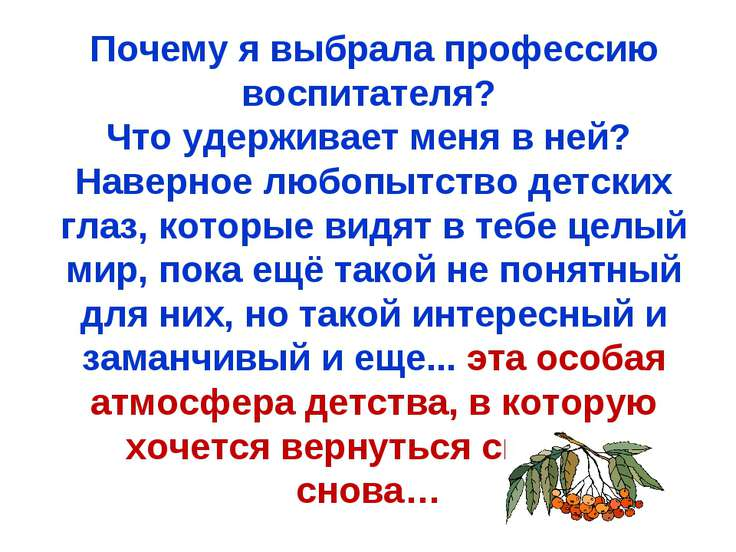 Почему я выбрала профессию
воспитателя?
Что удерживает меня в ней?
Наверное любопытство детских
глаз, которые видят в тебе целый
мир, пока ещё такой не понятный
для них, но такой интересный и
заманчивый и еще... эта особая
атмосфера детства, в которую
хочется вернуться
снова…